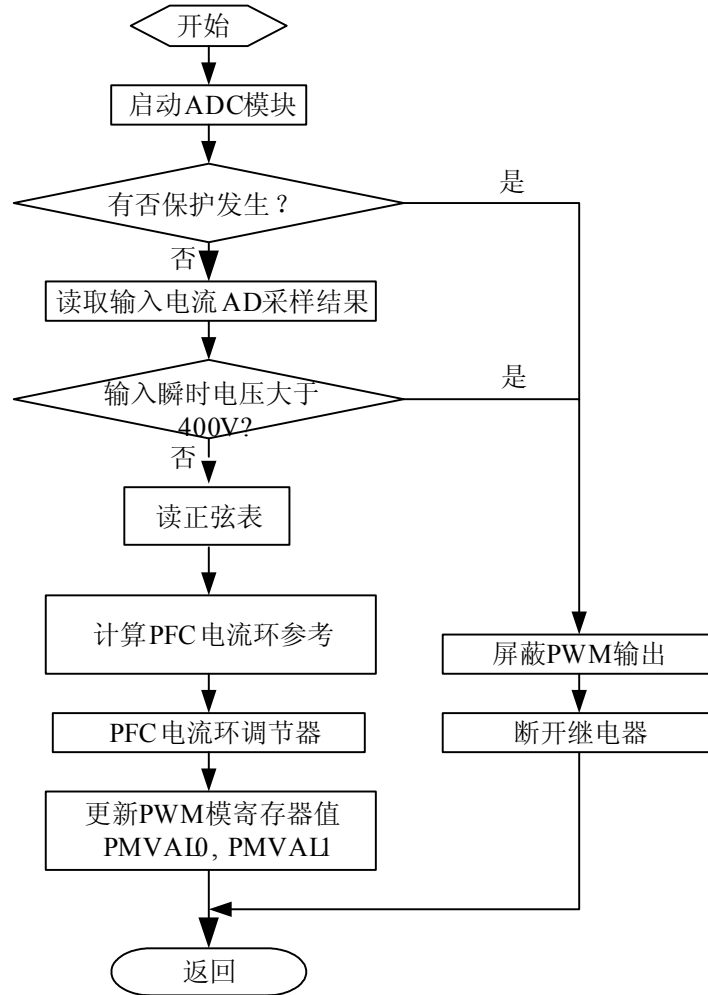 开始
启动ADC模块
有否保护发生？
是
否
读取输入电流AD采样结果
输入瞬时电压大于
400V?
是
否
读正弦表
计算PFC电流环参考
屏蔽PWM输出
PFC电流环调节器
断开继电器
更新PWM模寄存器值
PMVAL0, PMVAL1
返回